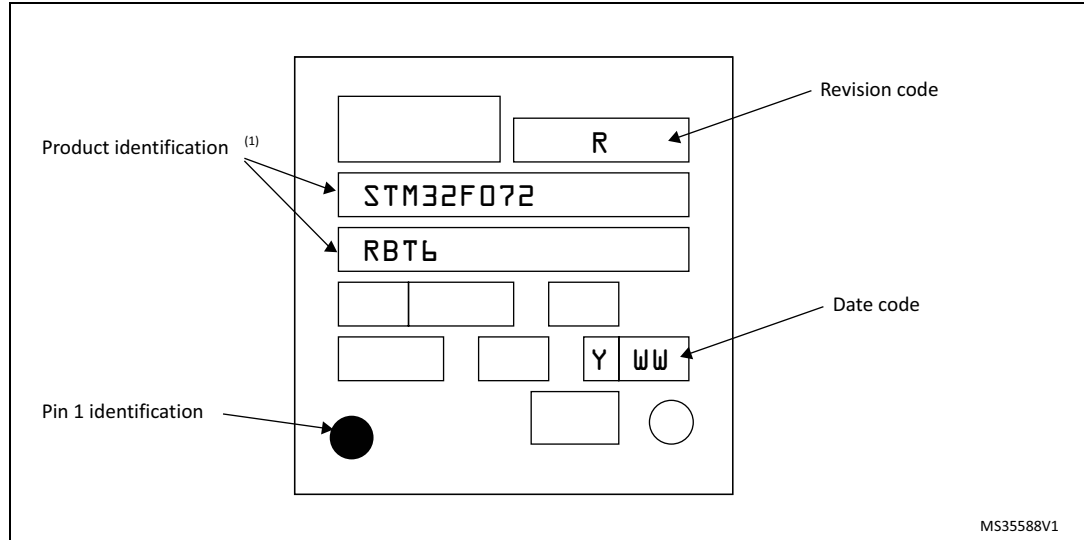 Revision code
R
Product identification (1)
STM32F072
RBT6
Date code
Y WW
Pin 1 identification
MS35588V1